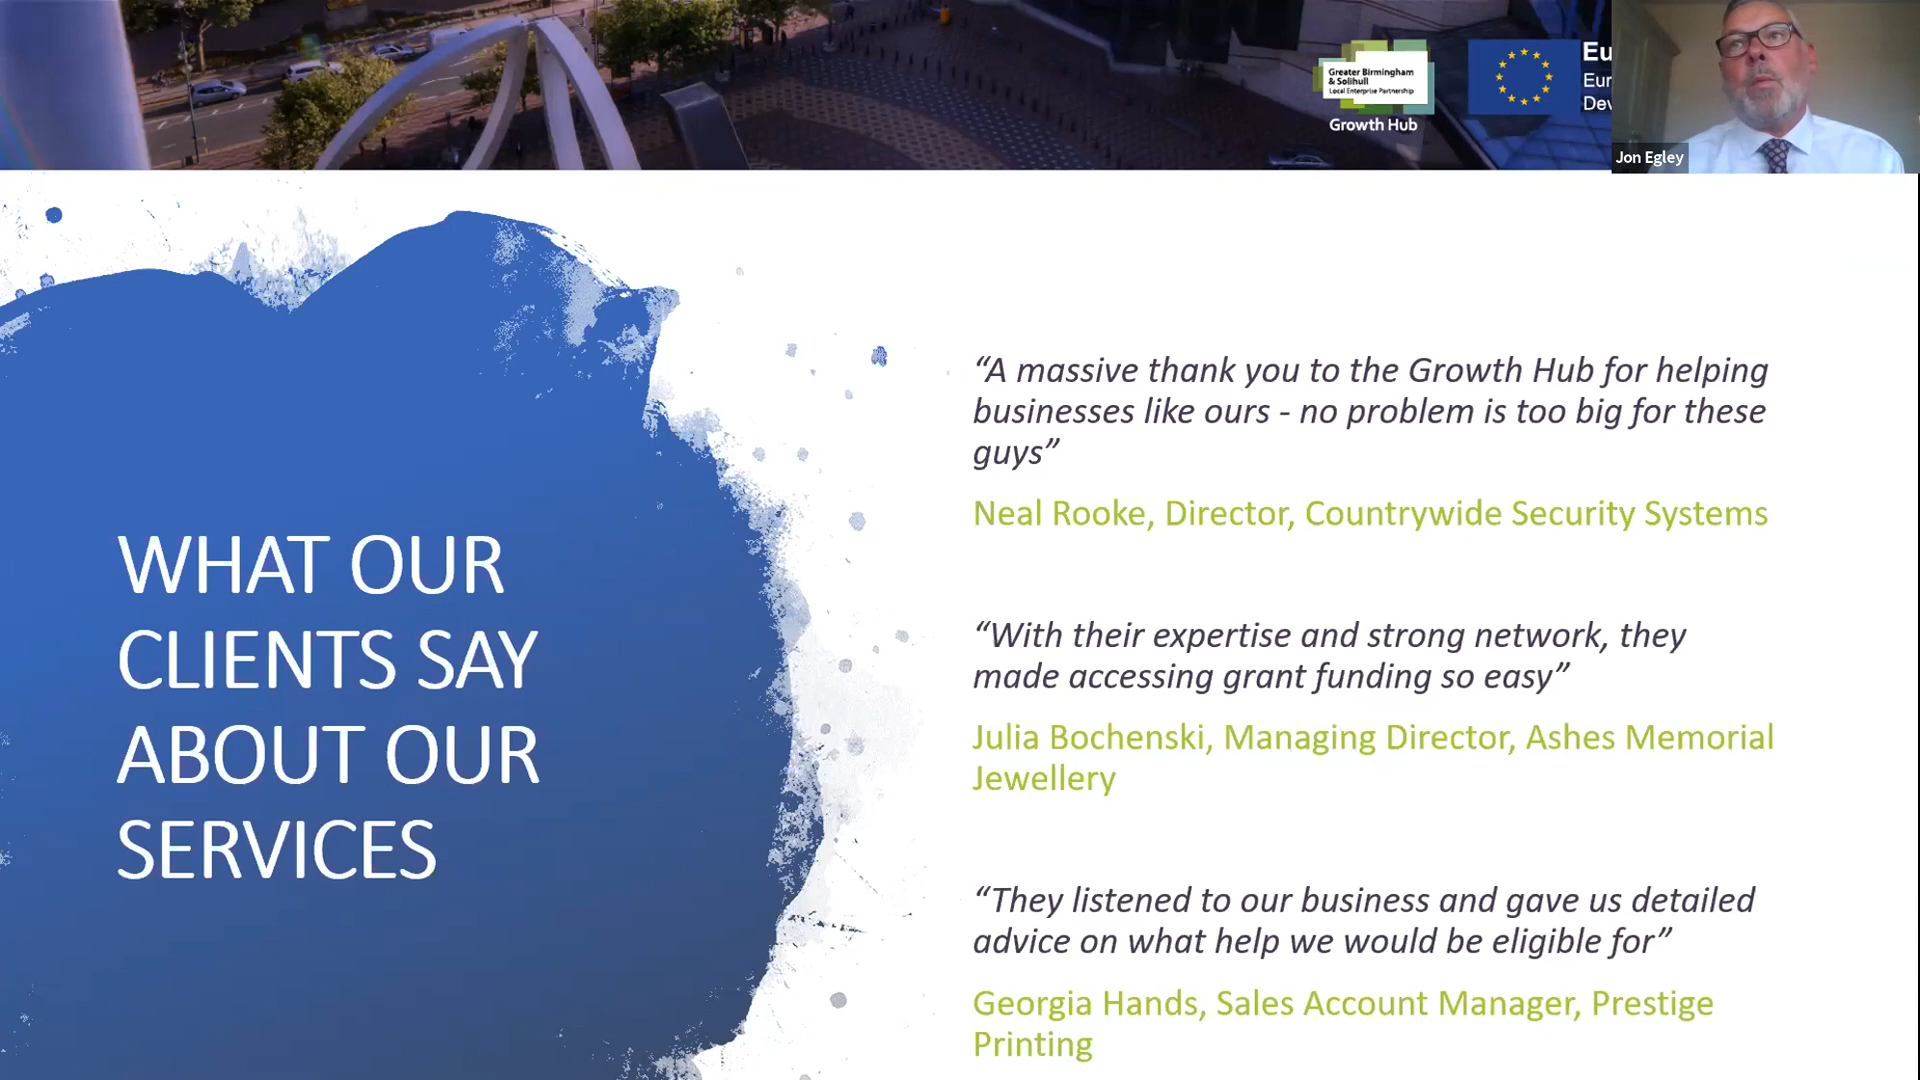 Greater Birmingham
& Solihull
Local Enterprise Partnership
Growth Hub
Eu
Eur
Dev
Jon Egley
WHAT OUR
CLIENTS SAY
ABOUT OUR
SERVICES
“A massive thank you to the Growth Hub for helping
businesses like ours - no problem is too big for these
guys”
Neal Rooke, Director, Countrywide Security Systems
“With their expertise and strong network, they
made accessing grant funding so easy”
Julia Bochenski, Managing Director, Ashes Memorial
Jewellery
“They listened to our business and gave us detailed
advice on what help we would be eligible for”
Georgia Hands, Sales Account Manager, Prestige
Printing